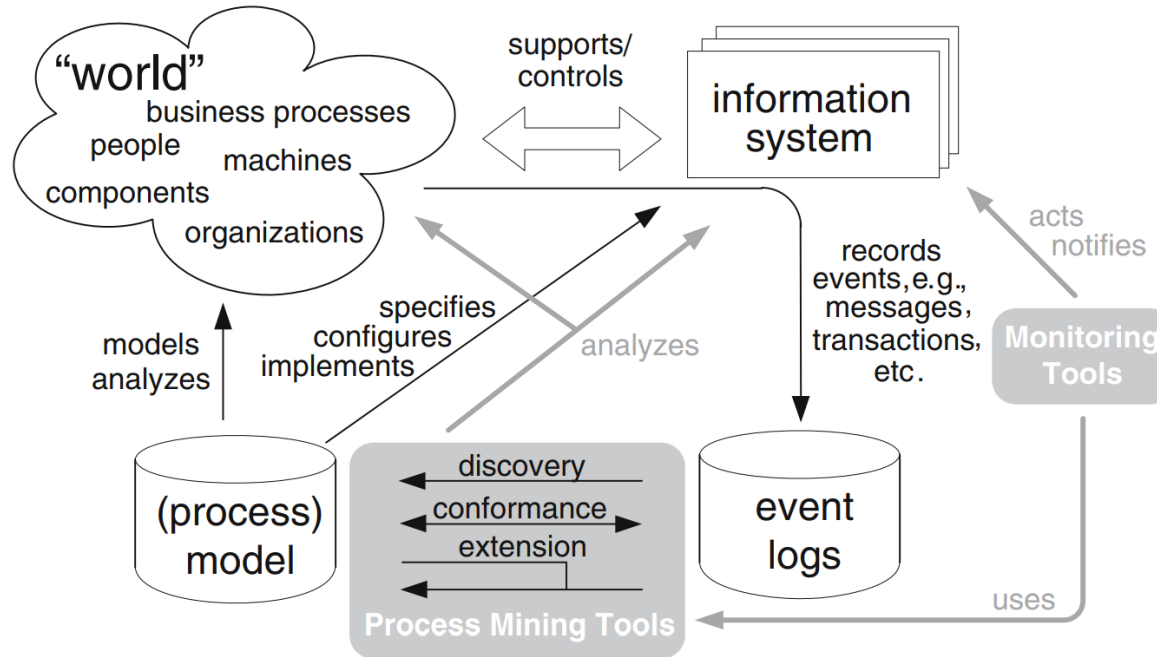 “world”
business processes
people
machines
components
organizations
supports/
controls
information
system
acts
notifies
records
events,e.g.,
messages,
transactions,
etc.
specifies
configures
implements
models
analyzes
analyzes
Monitoring
Tools
(process)
model
discovery
conformance
extension
Process Mining Tools
event
logs
uses